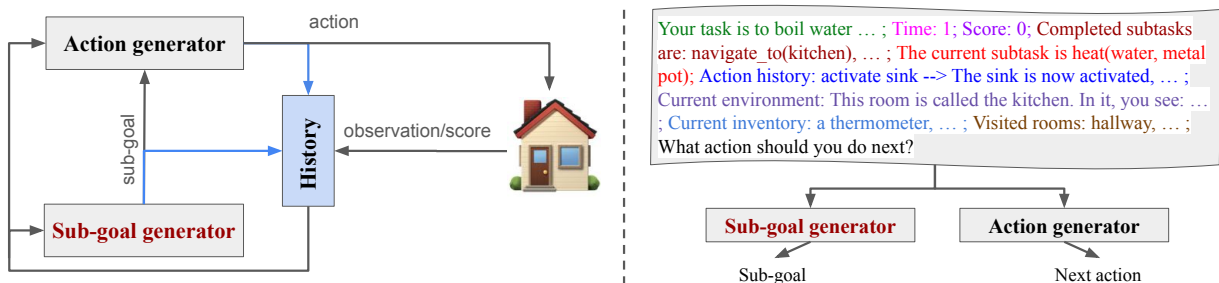 action
Action generator
sub-goal
History
observation/score
Sub-goal generator
Your task is to boil water … ; Time: 1; Score: 0; Completed subtasks
are: navigate_to(kitchen), … ; The current subtask is heat(water, metal
pot); Action history: activate sink --> The sink is now activated, … ;
Current environment: This room is called the kitchen. In it, you see: …
; Current inventory: a thermometer, … ; Visited rooms: hallway, … ;
What action should you do next?
Sub-goal generator
Action generator
Sub-goal
Next action